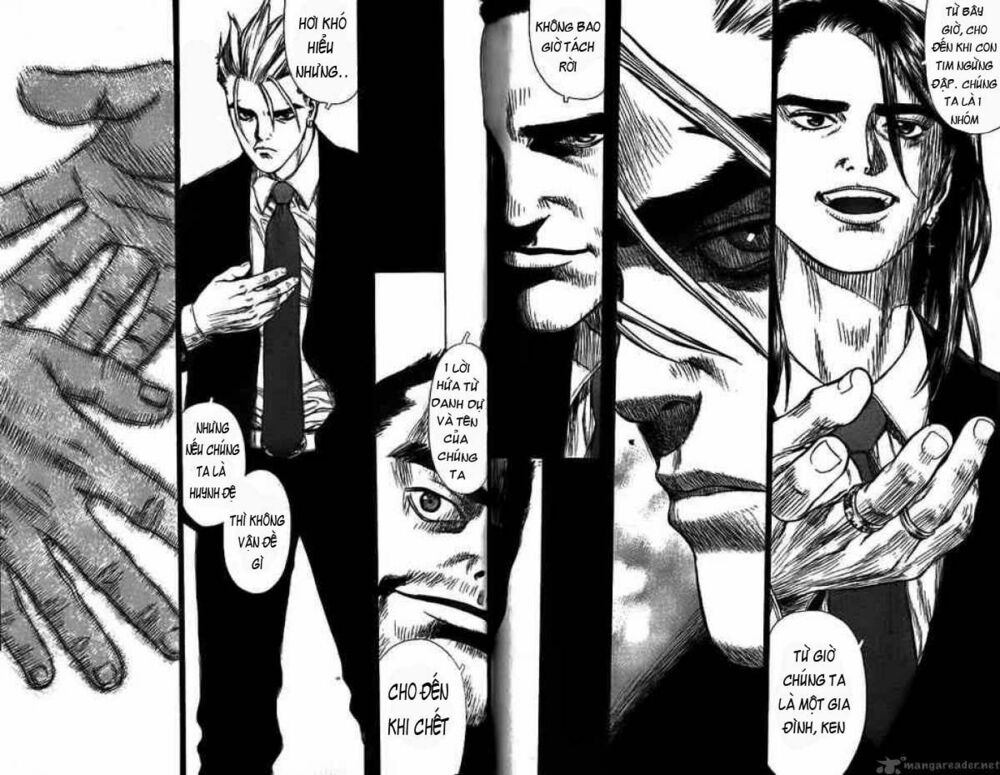 TỪ BÂY
GIỜ, CHO
ĐẾN KHI CON
TIM NGỪNG
ĐẬP. CHÚNG
TA LÀ 1
NHÓM
TỪ GIỜ
CHÚNG TA
LÀ MỘT GIA
ĐÌNH, KEN
KHÔNG BAO
GIỜ TÁCH
RỜI
1 LỜI
HỨA TỪ
DANH DỰ
VÀ TÊN
CỦA
CHÚNG
TA
CHO ĐẾN
KHI CHẾT
HƠI KHÓ
HIỂU
NHƯNG..
NHƯNG
NẾU CHÚNG
TA LÀ
HUYNH ĐỆ
THÌ KHÔNG
VẬN ĐỀ
GÌ
mangareader.net